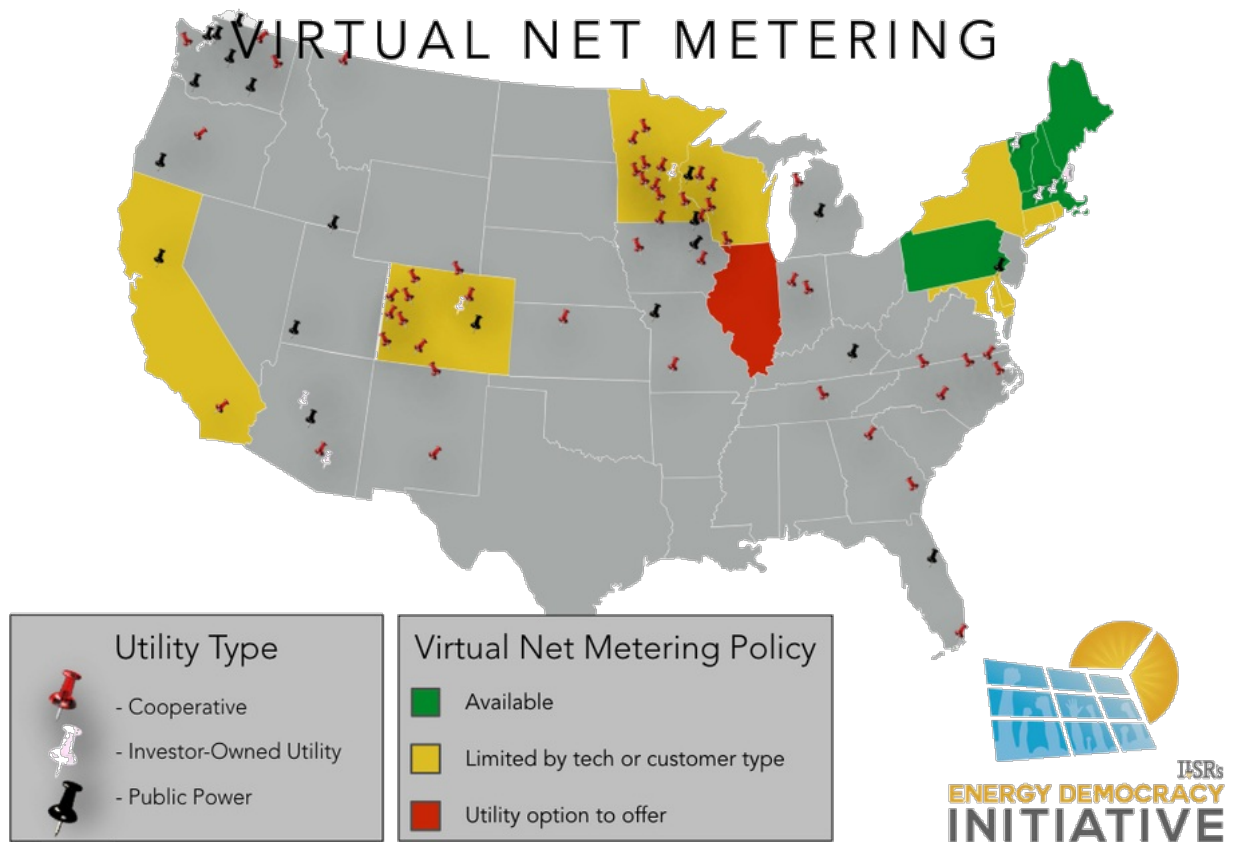 VIRTUAL NET METERING
Utility Type
- Cooperative
- Investor-Owned Utility
- Public Power
Virtual Net Metering Policy
Available
Limited by tech or customer type
Utility option to offer
ILSR's
ENERGY DEMOCRACY
INITIATIVE